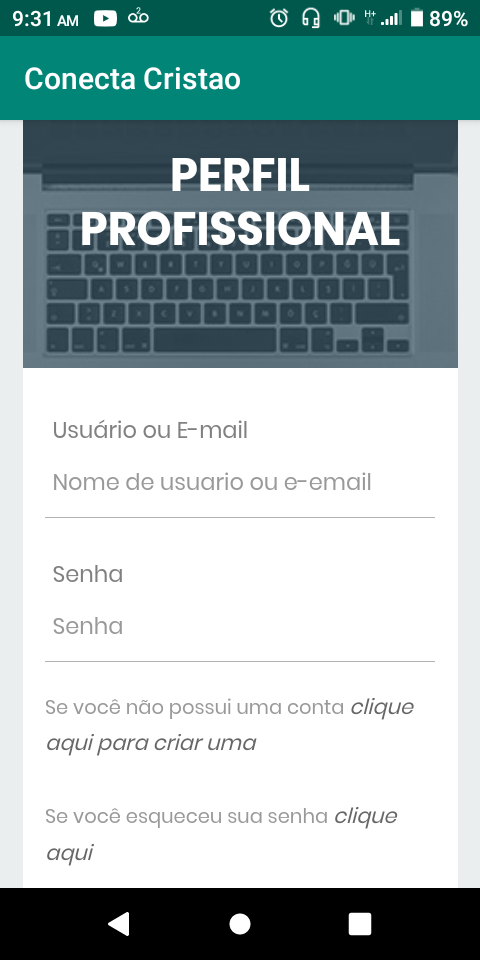 9:31 AM
H+
89%
Conecta Cristao
PERFIL
PROFISSIONAL
Usuário ou E-mail
Nome de usuario ou e-email
Senha
Senha
Se você não possui uma conta clique
aqui para criar uma
Se você esqueceu sua senha clique
aqui